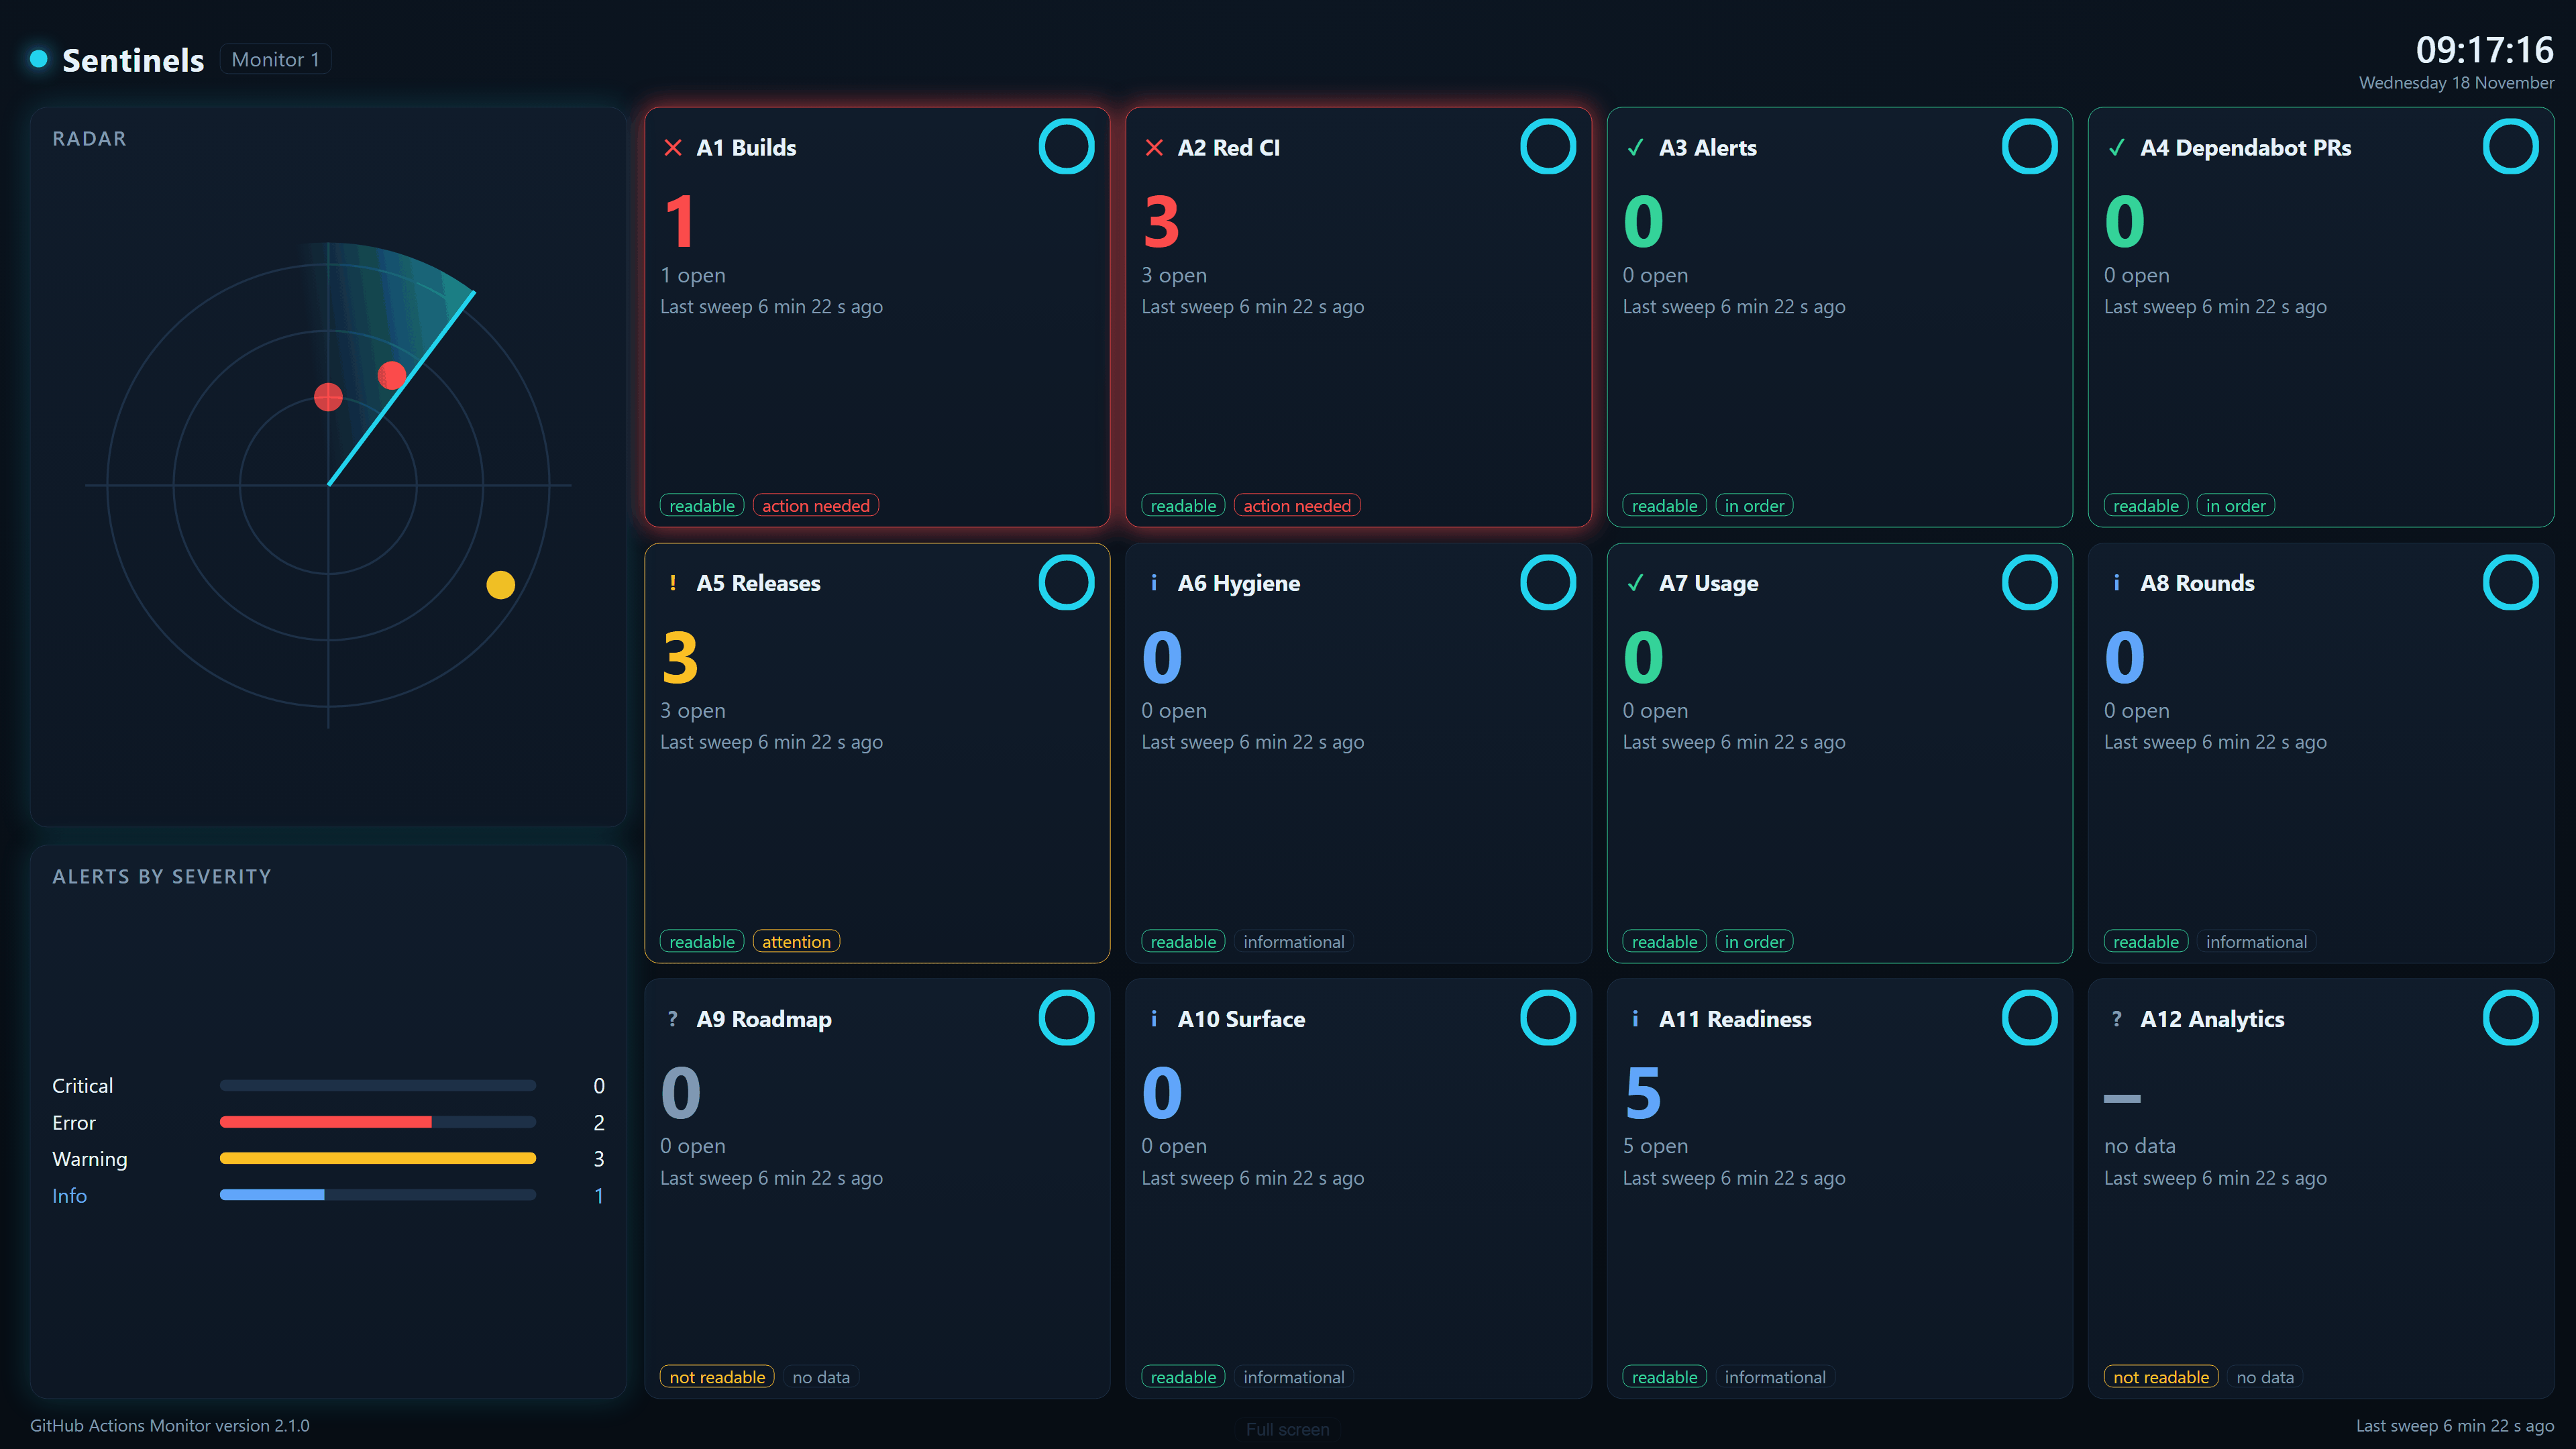 Sentinels
Monitor 1
09:17:16
Wednesday 18 November
RADAR
ALERTS BY SEVERITY
Critical 0
Error 2
Warning 3
Info 1
A1 Builds
1
1 open
Last sweep 6 min 22 s ago
readable action needed
A2 Red CI
3
3 open
Last sweep 6 min 22 s ago
readable action needed
✓ A3 Alerts
0
0 open
Last sweep 6 min 22 s ago
readable in order
✓ A4 Dependabot PRs
0
0 open
Last sweep 6 min 22 s ago
readable in order
! A5 Releases
3
3 open
Last sweep 6 min 22 s ago
readable attention
i A6 Hygiene
0
0 open
Last sweep 6 min 22 s ago
readable informational
✓ A7 Usage
0
0 open
Last sweep 6 min 22 s ago
readable in order
i A8 Rounds
0
0 open
Last sweep 6 min 22 s ago
readable informational
? A9 Roadmap
0
0 open
Last sweep 6 min 22 s ago
not readable no data
i A10 Surface
0
0 open
Last sweep 6 min 22 s ago
readable informational
i A11 Readiness
5
5 open
Last sweep 6 min 22 s ago
readable informational
? A12 Analytics
—
no data
Last sweep 6 min 22 s ago
not readable no data
GitHub Actions Monitor version 2.1.0
Full screen
Last sweep 6 min 22 s ago